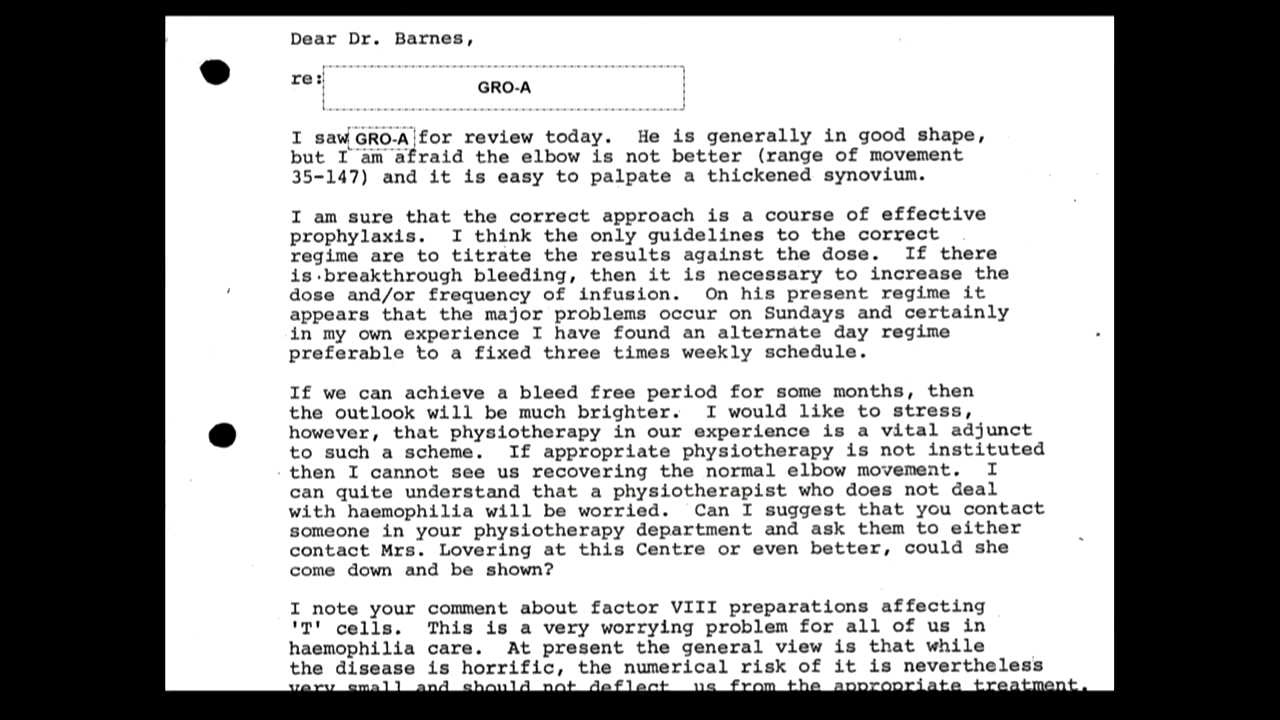 Dear Dr. Barnes,
re: GRO-A
I saw GRO-A for review today. He is generally in good shape,
but I am afraid the elbow is not better (range of movement
35-147) and it is easy to palpate a thickened synovium.
I am sure that the correct approach is a course of effective
prophylaxis. I think the only guidelines to the correct
regime are to titrate the results against the dose. If there
is breakthrough bleeding, then it is necessary to increase the
dose and/or frequency of infusion. On his present regime it
appears that the major problems occur on Sundays and certainly
in my own experience I have found an alternate day regime
preferable to a fixed three times weekly schedule.
If we can achieve a bleed free period for some months, then
the outlook will be much brighter. I would like to stress,
however, that physiotherapy in our experience is a vital adjunct
to such a scheme. If appropriate physiotherapy is not instituted
then I cannot see us recovering the normal elbow movement. I
can quite understand that a physiotherapist who does not deal
with haemophilia will be worried. Can I suggest that you contact
someone in your physiotherapy department and ask them to either
contact Mrs. Lovering at this Centre or even better, could she
come down and be shown?
I note your comment about factor VIII preparations affecting
'T' cells. This is a very worrying problem for all of us in
haemophilia care. At present the general view is that while
the disease is horrific, the numerical risk of it is nevertheless
very small and should not deflect us from the appropriate treatment.